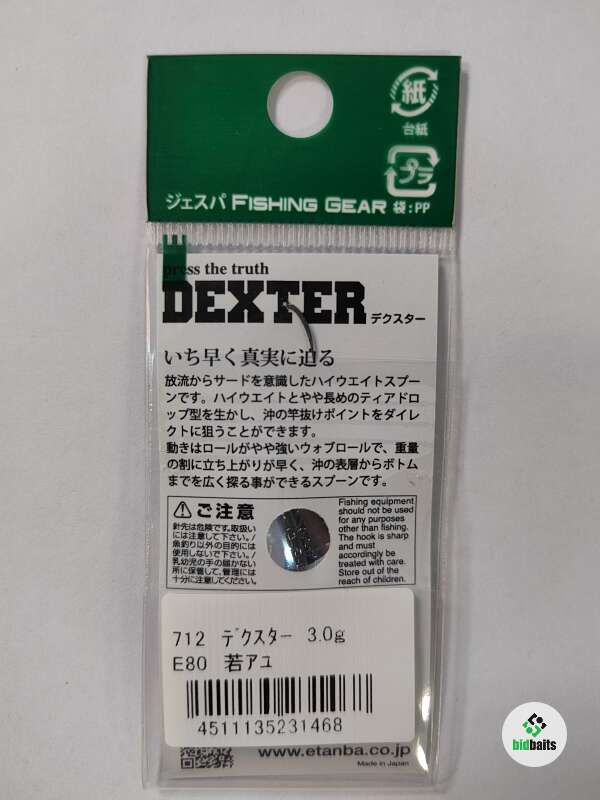 紙
台紙
プラ
ジェスパ FISHING GEAR 袋:PP
press the truth
DEXTER デクスター
いち早く真実に迫る
放流からサードを意識したハイウエイトスプー
ンです。ハイウエイトとやや長めのティアドロ
ップ型を生かし、沖の竿抜けポイントをダイレ
クトに狙うことができます。
動きはロールがやや強いウォブロールで、重量
の割に立ち上がりが早く、沖の表層からボトム
までを広く探る事ができるスプーンです。
ご注意
針先は危険です。取扱い
には注意して下さい。/
魚釣り以外の目的には
使用しないで下さい。/
乳幼児の手の届かない
所に保管して、管理には
十分に注意してください。
Fishing equipment
should not be used
for any purposes
other than fishing.
The hook is sharp
and must
accordingly be
treated with care.
Store out of the
reach of children.
712 デクスター 3.0g
E80 若アユ
4511135231468
www.etanba.co.jp
Made in Japan
bidbaits